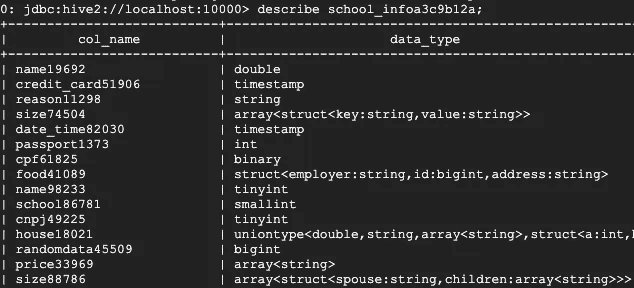 0: jdbc:hive2://localhost:10000> describe school_infoa3c9b12a;
+-------------------------+--------------------------------------------------
| col_name | data_type
+-------------------------+--------------------------------------------------
| name19692 | double
| credit_card51906 | timestamp
| reason11298 | string
| size74504 | array<struct<key:string,value:string>>
| date_time82030 | timestamp
| passport1373 | int
| cpf61825 | binary
| food41089 | struct<employer:string,id:bigint,address:string>
| name98233 | tinyint
| school86781 | smallint
| cnpj49225 | tinyint
| house18021 | uniontype<double,string,array<string>,struct<a:int,
| randomdata45509 | bigint
| price33969 | array<string>
| size88786 | array<struct<spouse:string,children:array<string>>>